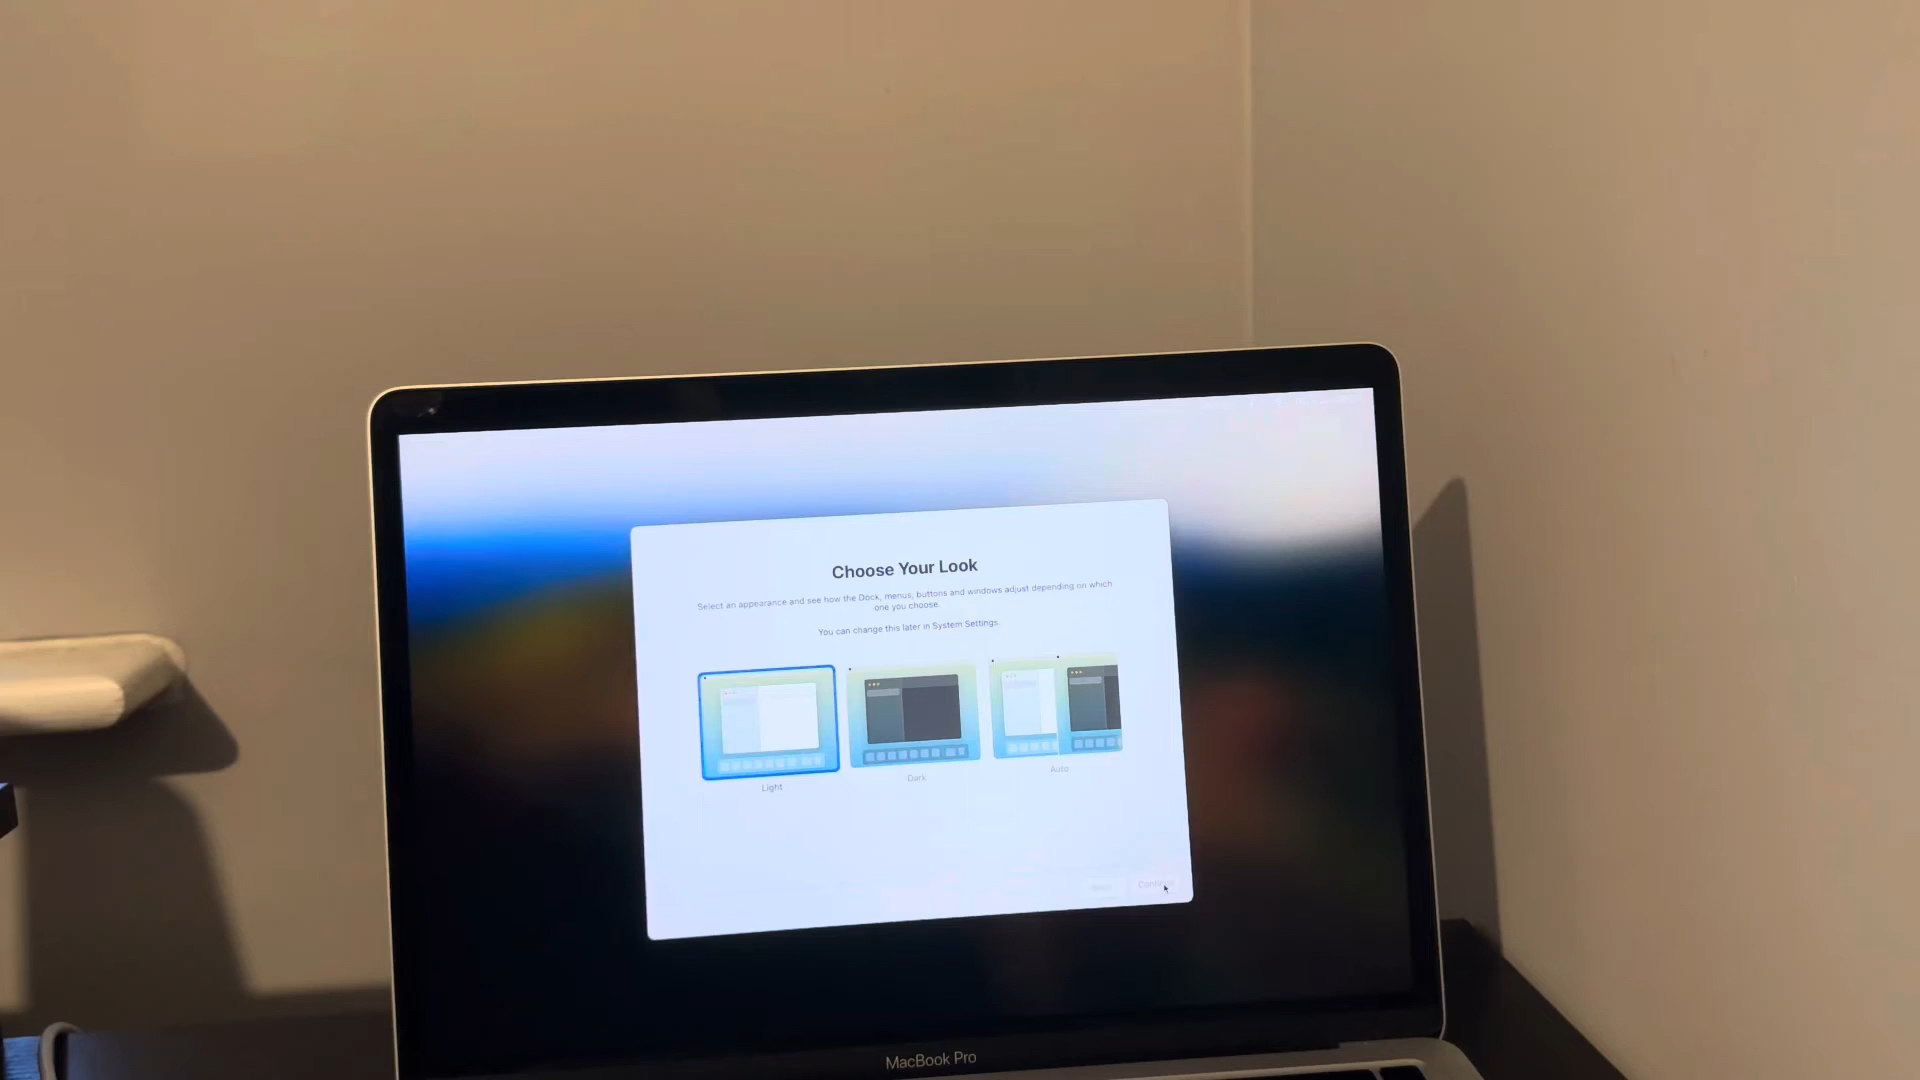 Choose Your Look
Select an appearance and see how the Dock, menus, buttons and windows adjust depending on which
one you choose.
You can change this later in System Settings.
Light
Dark
Auto
Continue
MacBook Pro